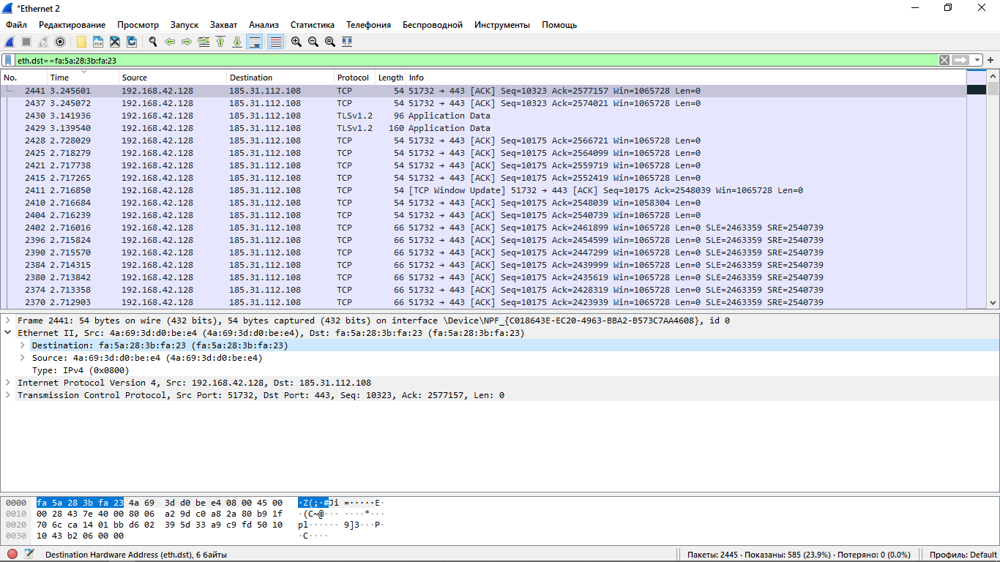 *Ethernet 2
Файл Редактирование Просмотр Запуск Захват Анализ Статистика Телефония Беспроводной Инструменты Помощь
eth.dst==fa:5a:28:3b:fa:23
No. Time Source Destination Protocol Length Info
2441 3.245601 192.168.42.128 185.31.112.108 TCP 54 51732 → 443 [ACK] Seq=10323 Ack=2577157 Win=1065728 Len=0
2437 3.245072 192.168.42.128 185.31.112.108 TCP 54 51732 → 443 [ACK] Seq=10323 Ack=2574021 Win=1065728 Len=0
2430 3.141936 192.168.42.128 185.31.112.108 TLSv1.2 96 Application Data
2429 3.139540 192.168.42.128 185.31.112.108 TLSv1.2 160 Application Data
2428 2.728029 192.168.42.128 185.31.112.108 TCP 54 51732 → 443 [ACK] Seq=10175 Ack=2566721 Win=1065728 Len=0
2425 2.718279 192.168.42.128 185.31.112.108 TCP 54 51732 → 443 [ACK] Seq=10175 Ack=2564099 Win=1065728 Len=0
2421 2.717738 192.168.42.128 185.31.112.108 TCP 54 51732 → 443 [ACK] Seq=10175 Ack=2559719 Win=1065728 Len=0
2415 2.717265 192.168.42.128 185.31.112.108 TCP 54 51732 → 443 [ACK] Seq=10175 Ack=2552419 Win=1065728 Len=0
2411 2.716850 192.168.42.128 185.31.112.108 TCP 54 [TCP Window Update] 51732 → 443 [ACK] Seq=10175 Ack=2548039 Win=1065728 Len=0
2410 2.716684 192.168.42.128 185.31.112.108 TCP 54 51732 → 443 [ACK] Seq=10175 Ack=2548039 Win=1058304 Len=0
2404 2.716239 192.168.42.128 185.31.112.108 TCP 54 51732 → 443 [ACK] Seq=10175 Ack=2540739 Win=1065728 Len=0
2402 2.716016 192.168.42.128 185.31.112.108 TCP 66 51732 → 443 [ACK] Seq=10175 Ack=2461899 Win=1065728 Len=0 SLE=2463359 SRE=2540739
2396 2.715824 192.168.42.128 185.31.112.108 TCP 66 51732 → 443 [ACK] Seq=10175 Ack=2454599 Win=1065728 Len=0 SLE=2463359 SRE=2540739
2390 2.715570 192.168.42.128 185.31.112.108 TCP 66 51732 → 443 [ACK] Seq=10175 Ack=2447299 Win=1065728 Len=0 SLE=2463359 SRE=2540739
2384 2.714315 192.168.42.128 185.31.112.108 TCP 66 51732 → 443 [ACK] Seq=10175 Ack=2439999 Win=1065728 Len=0 SLE=2463359 SRE=2540739
2380 2.713842 192.168.42.128 185.31.112.108 TCP 66 51732 → 443 [ACK] Seq=10175 Ack=2435619 Win=1065728 Len=0 SLE=2463359 SRE=2540739
2374 2.713358 192.168.42.128 185.31.112.108 TCP 66 51732 → 443 [ACK] Seq=10175 Ack=2428319 Win=1065728 Len=0 SLE=2463359 SRE=2540739
2370 2.712903 192.168.42.128 185.31.112.108 TCP 66 51732 → 443 [ACK] Seq=10175 Ack=2423939 Win=1065728 Len=0 SLE=2463359 SRE=2540739
Frame 2441: 54 bytes on wire (432 bits), 54 bytes captured (432 bits) on interface \Device\NPF_{C018643E-EC20-4963-BBA2-B573C7AA4608}, id 0
Ethernet II, Src: 4a:69:3d:d0:be:e4 (4a:69:3d:d0:be:e4), Dst: fa:5a:28:3b:fa:23 (fa:5a:28:3b:fa:23)
Destination: fa:5a:28:3b:fa:23 (fa:5a:28:3b:fa:23)
Source: 4a:69:3d:d0:be:e4 (4a:69:3d:d0:be:e4)
Type: IPv4 (0x0800)
Internet Protocol Version 4, Src: 192.168.42.128, Dst: 185.31.112.108
Transmission Control Protocol, Src Port: 51732, Dst Port: 443, Seq: 10323, Ack: 2577157, Len: 0
0000 fa 5a 28 3b fa 23 4a 69 3d d0 be e4 08 00 45 00 ·Z(;·#Ji =·····E·
0010 00 28 43 7e 40 00 80 06 a2 9d c0 a8 2a 80 b9 1f ·(C~@··· ····*···
0020 70 6c ca 14 01 bb d6 02 39 5d 33 a9 c9 fd 50 10 pl······ 9]3···P·
0030 10 43 b2 06 00 00 ·C····
Destination Hardware Address (eth.dst), 6 байты
Пакеты: 2445 · Показаны: 585 (23.9%) · Потеряно: 0 (0.0%)
Профиль: Default